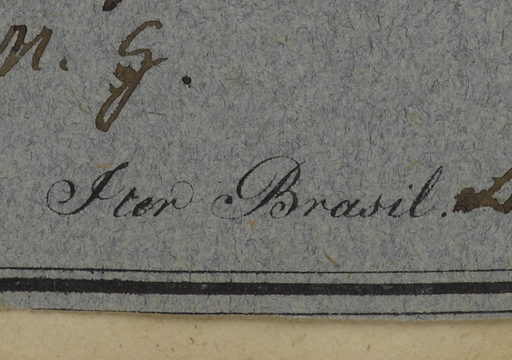 n. G.
Iter Brasil.